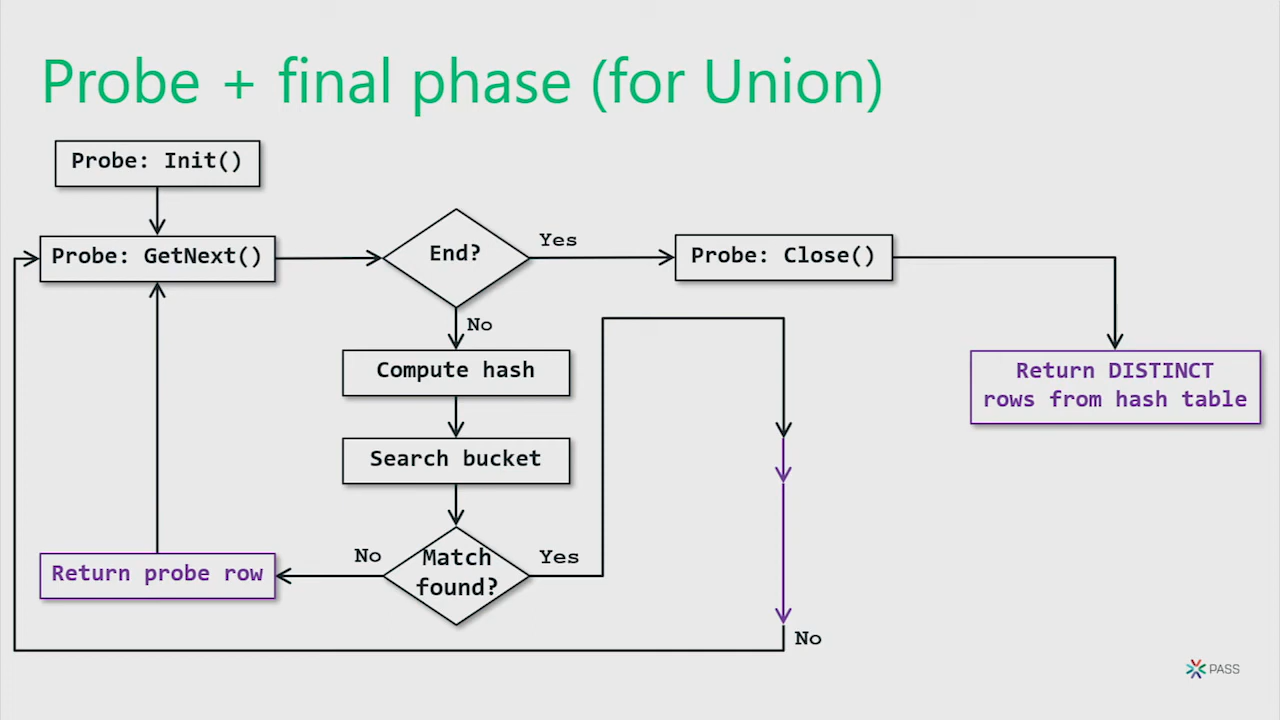 Probe + final phase (for Union)
Probe: Init()
Probe: GetNext()
End?
Yes
Probe: Close()
No
Compute hash
Return DISTINCT
rows from hash table
Search bucket
Match
found?
No
Yes
Return probe row
No
PASS